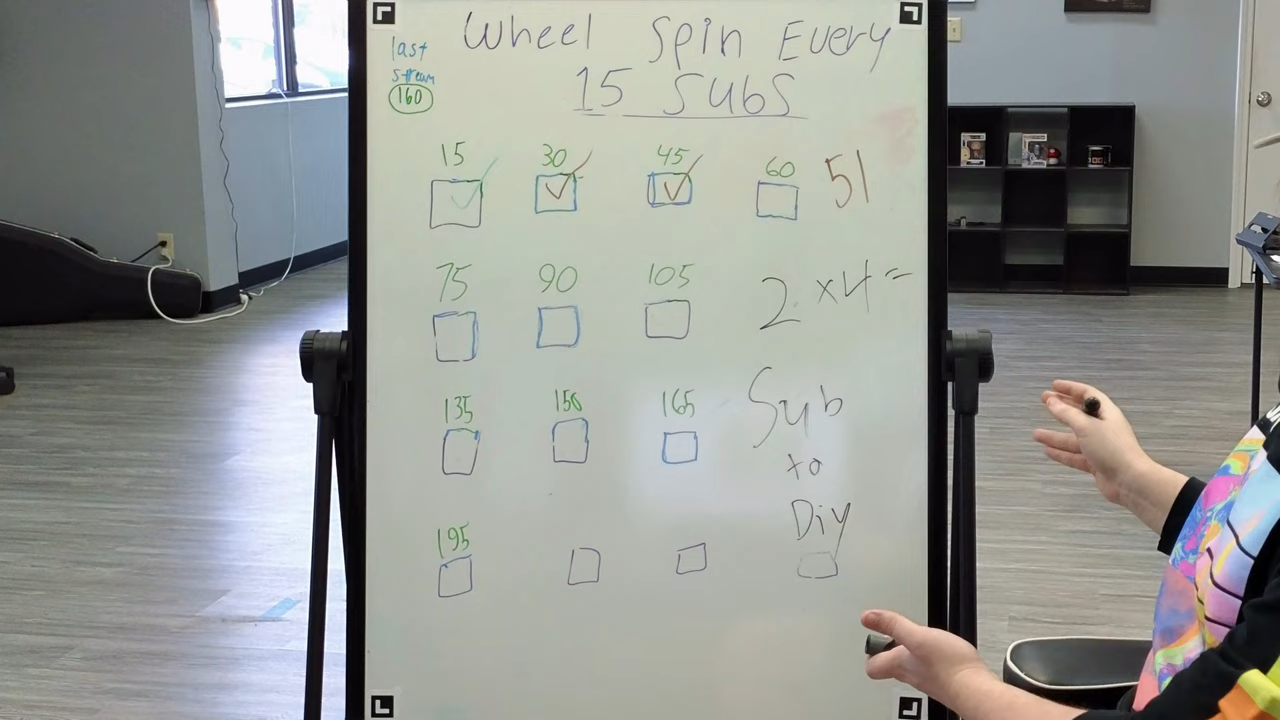 last
stream
160
Wheel Spin Every
15 Subs
15 30 45 60 51
75 90 105 2 x4=
135 150 165 Sub
to
Diy
195